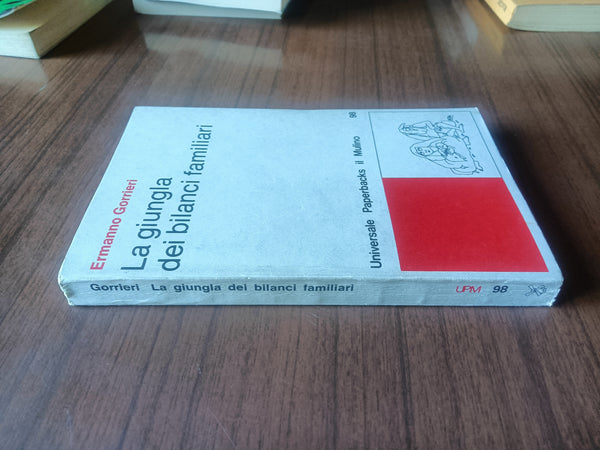 Ermanno Gorrieri
La giungla
dei bilanci familiari
Universale Paperbacks il Mulino 98
Gorrieri La giungla dei bilanci familiari UPM 98